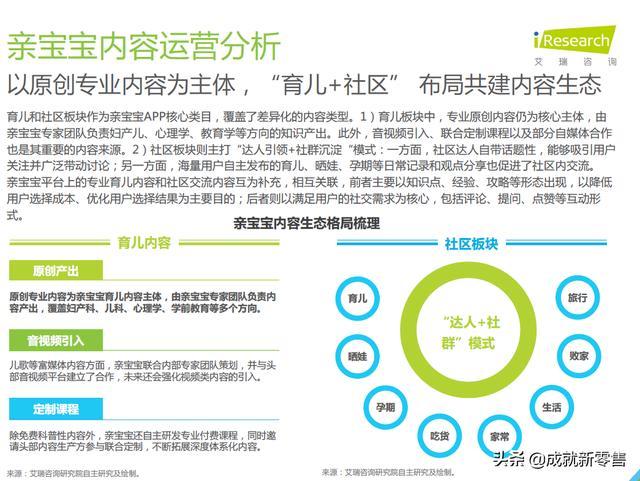 亲宝宝内容运营分析
iResearch
艾瑞咨询
以原创专业内容为主体，“育儿+社区” 布局共建内容生态
育儿和社区板块作为亲宝宝APP核心类目，覆盖了差异化的内容类型。1）育儿板块中，专业原创内容仍为核心主体，由
亲宝宝专家团队负责妇产儿、心理学、教育学等方向的知识产出。此外，音视频引入、联合定制课程以及部分自媒体合作
也是其重要的内容来源。2）社区板块则主打“达人引领+社群沉淀“模式：一方面，社区达人自带话题性，能够吸引用户
关注并广泛带动讨论；另一方面，海量用户自主发布的育儿、晒娃、孕期等日常记录和观点分享也促进了社区内交流。
亲宝宝平台上的专业育儿内容和社区交流内容互为补充，相互关联，前者主要以知识点、经验、攻略等形态出现，以降低
用户选择成本、优化用户选择结果为主要目的；后者则以满足用户的社交需求为核心，包括评论、提问、点赞等互动形
式。
亲宝宝内容生态格局梳理
育儿内容
原创产出
原创专业内容为亲宝宝育儿内容主体，由亲宝宝专家团队负责内
容产出，覆盖妇产科、儿科、心理学、学前教育等多个方向。
音视频引入
儿歌等富媒体内容方面，亲宝宝联合内部专家团队策划，并与头
部音视频平台建立了合作，未来还会强化视频类内容的引入。
定制课程
除免费科普性内容外，亲宝宝还自主研发专业付费课程，同时邀
请头部内容生产方参与联合定制，不断拓展深度体系化内容。
来源：艾瑞咨询研究院自主研究及绘制。
社区板块
“达人+社
群”模式
育儿
晒娃
孕期
吃货
家常
生活
败家
旅行
来源：艾瑞咨询研究院自主研究及绘制。
头条 @成就新零售